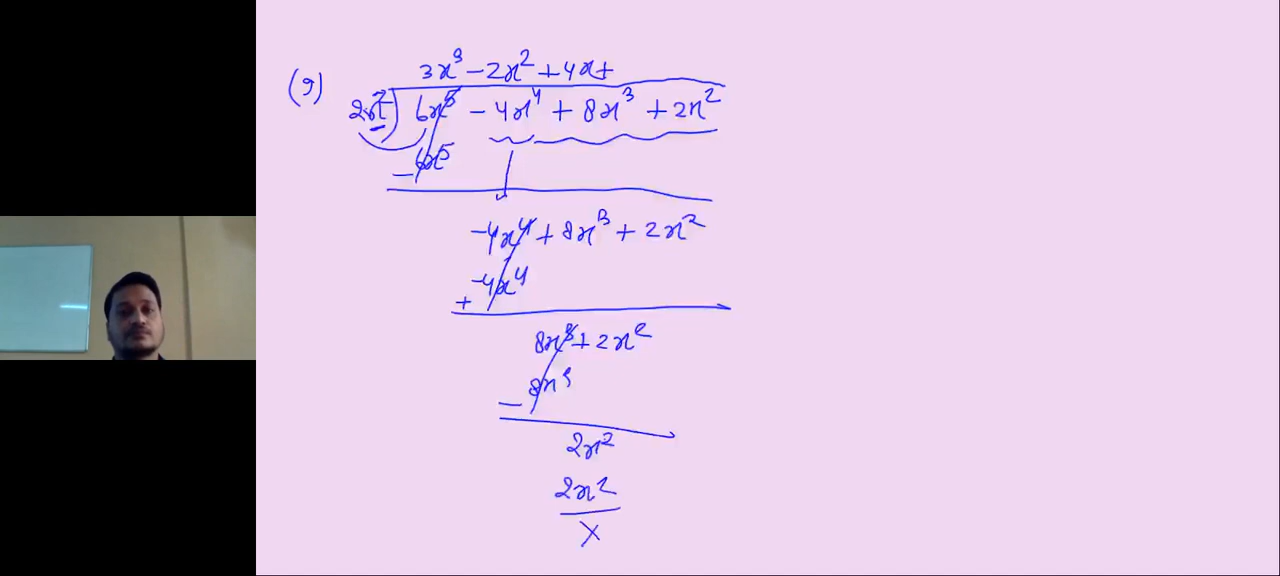 3x³ - 2x² + 4x +
(9) 2x² ) 6x⁵ - 4x⁴ + 8x³ + 2x²
- 6x⁵
-4x⁴ + 8x³ + 2x²
+ -4x⁴
8x³ + 2x²
- 8x³
2x²
2x²
X